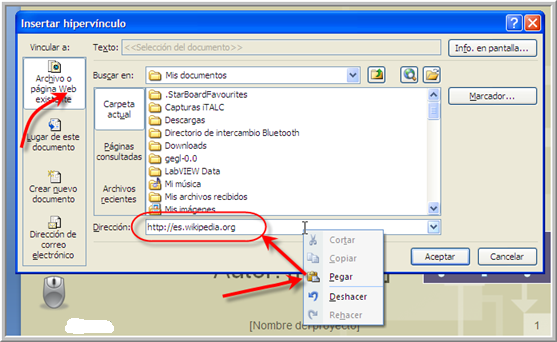 Insertar hipervínculo
Vincular a:
Texto: <<Selección del documento>>
Info. en pantalla...
Archivo o
página Web
existente
Buscar en:
Mis documentos
Marcador...
Carpeta
actual
.StarBoardFavourites
Capturas iTALC
Descargas
Directorio de intercambio Bluetooth
Downloads
gegl-0.0
LabVIEW Data
Mi música
Mis archivos recibidos
Mis imágenes
Lugar de este
documento
Páginas
consultadas
Crear nuevo
documento
Archivos
recientes
Dirección de
correo
electrónico
Dirección:
http://es.wikipedia.org
Cortar
Copiar
Pegar
Deshacer
Rehacer
Aceptar
Cancelar
[Nombre del proyecto]
1